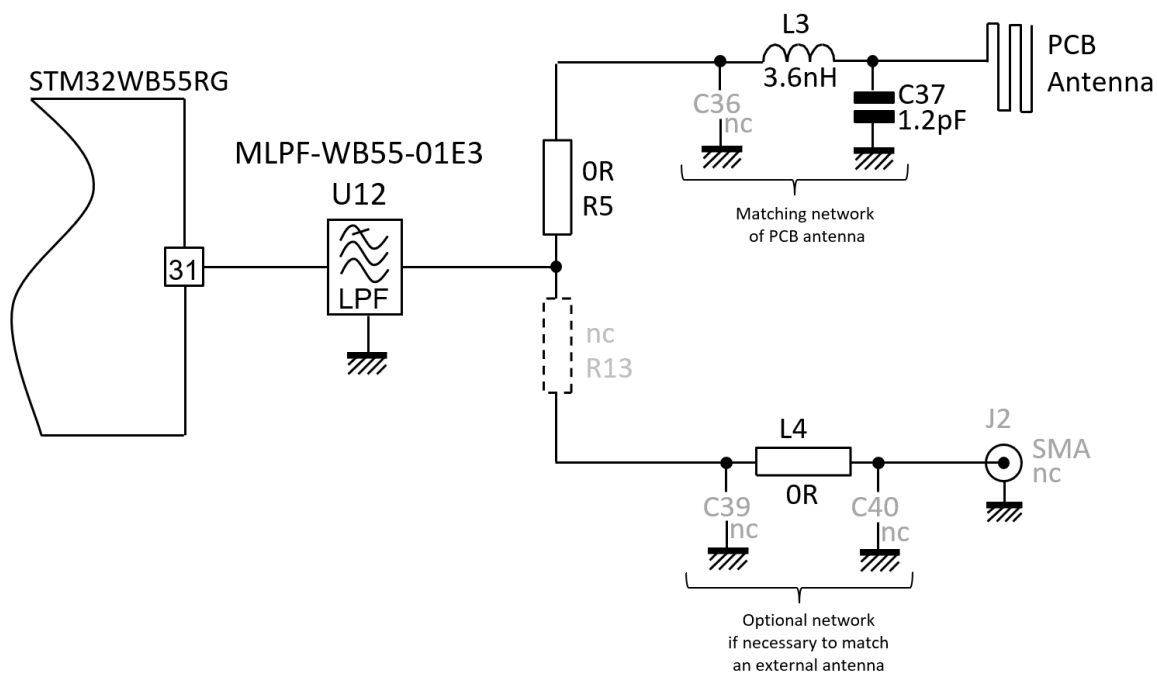 STM32WB55RG
31
MLPF-WB55-01E3
U12
LPF
0R
R5
nc
R13
L3
3.6nH
C36
nc
C37
1.2pF
PCB
Antenna
Matching network
of PCB antenna
L4
0R
C39
nc
C40
nc
J2
SMA
nc
Optional network
if necessary to match
an external antenna